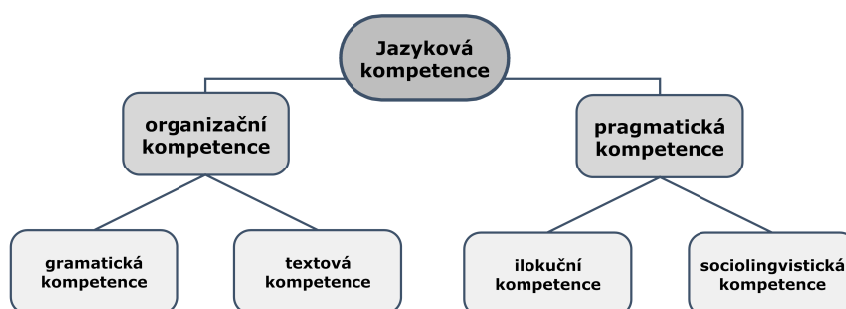 Jazyková
kompetence
organizační
kompetence
pragmatická
kompetence
gramatická
kompetence
textová
kompetence
ilokuční
kompetence
sociolingvistická
kompetence